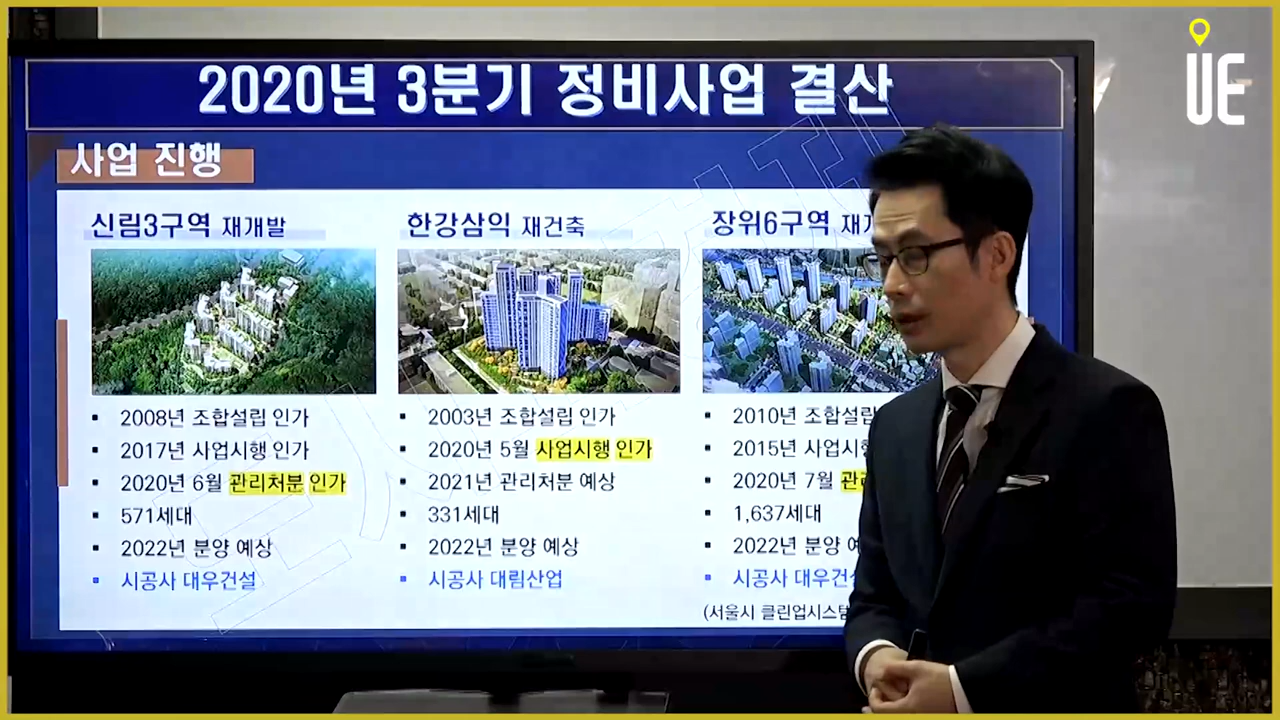 2020년 3분기 정비사업 결산
UE
사업 진행
신림3구역 재개발
2008년 조합설립 인가
2017년 사업시행 인가
2020년 6월 관리처분 인가
571세대
2022년 분양 예상
시공사 대우건설
한강삼익 재건축
2003년 조합설립 인가
2020년 5월 사업시행 인가
2021년 관리처분 예상
331세대
2022년 분양 예상
시공사 대림산업
장위6구역
2010년 조합설립
2015년 사업시행
2020년 7월
1,637세대
2022년 분양
시공사
(서울시 클린업시스템